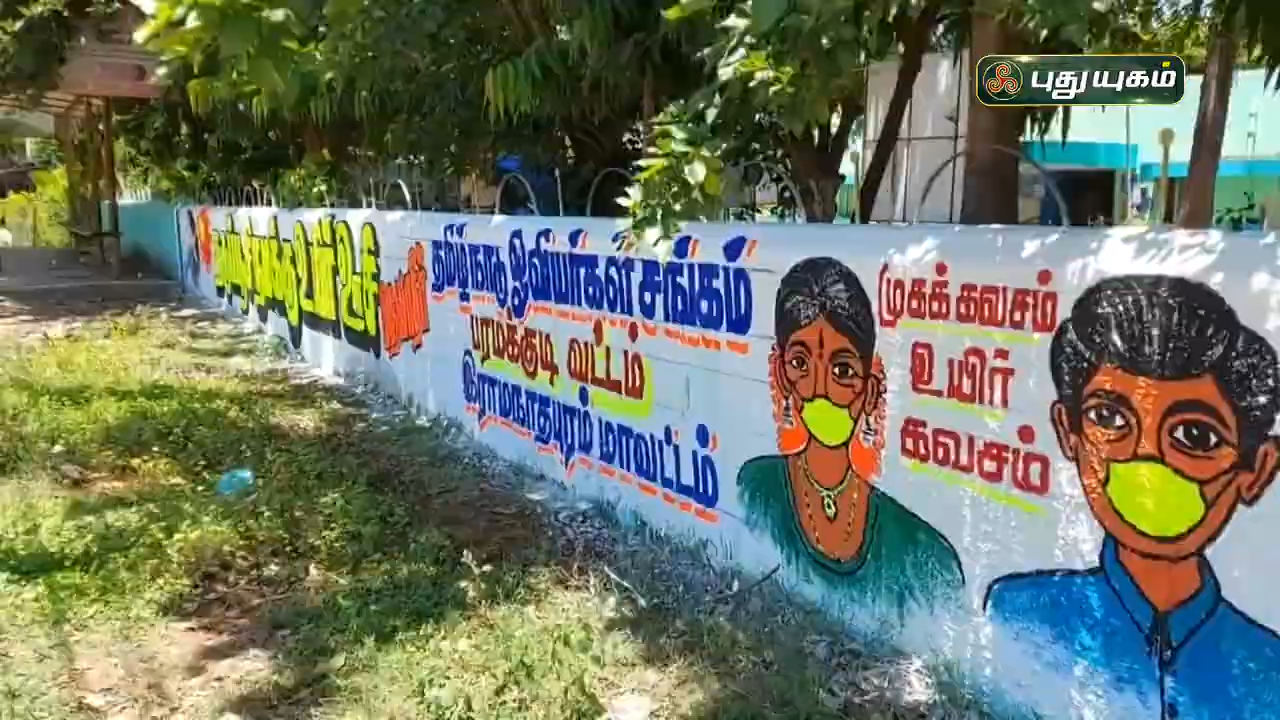 புதுயுகம்
தமிழ்நாடு ஓவியர்கள் சங்கம்
பரமக்குடி வட்டம்
இராமநாதபுரம் மாவட்டம்
முகக் கவசம்
உயிர்
கவசம்